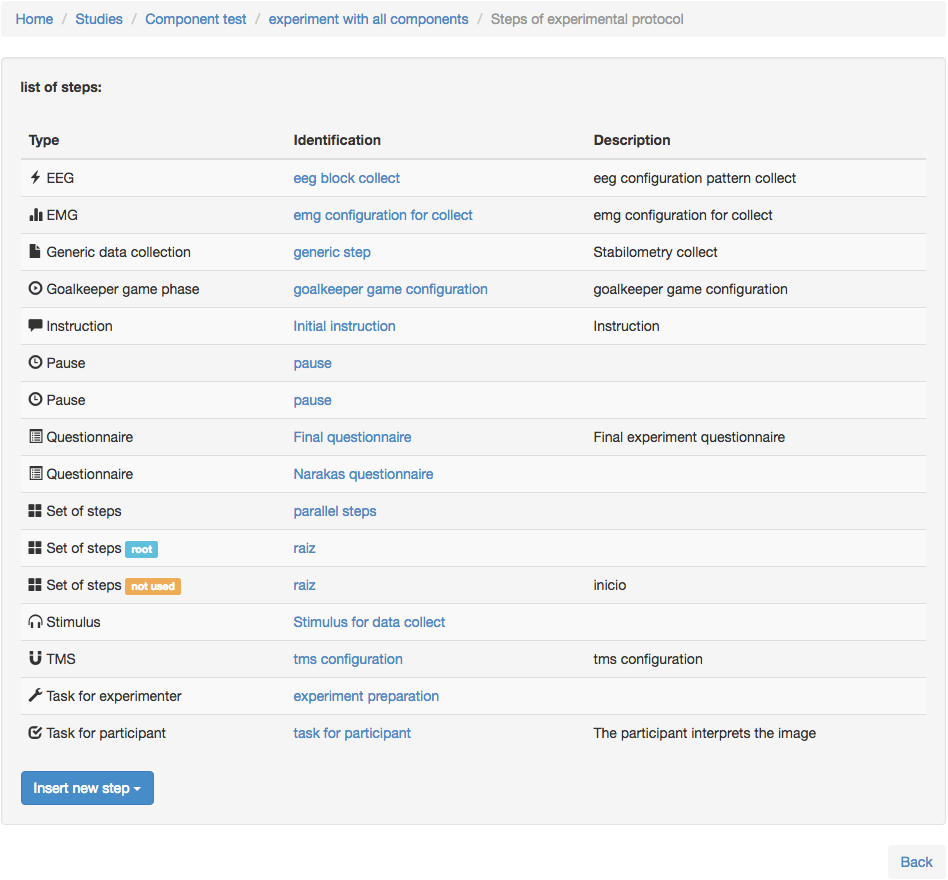 Home / Studies / Component test / experiment with all components / Steps of experimental protocol
list of steps:
Type Identification Description
EEG eeg block collect eeg configuration pattern collect
EMG emg configuration for collect emg configuration for collect
Generic data collection generic step Stabilometry collect
Goalkeeper game phase goalkeeper game configuration goalkeeper game configuration
Instruction Initial instruction Instruction
Pause pause
Pause pause
Questionnaire Final questionnaire Final experiment questionnaire
Questionnaire Narakas questionnaire
Set of steps parallel steps
Set of steps root raiz
Set of steps not used raiz inicio
Stimulus Stimulus for data collect
TMS tms configuration tms configuration
Task for experimenter experiment preparation
Task for participant task for participant The participant interprets the image
Insert new step
Back